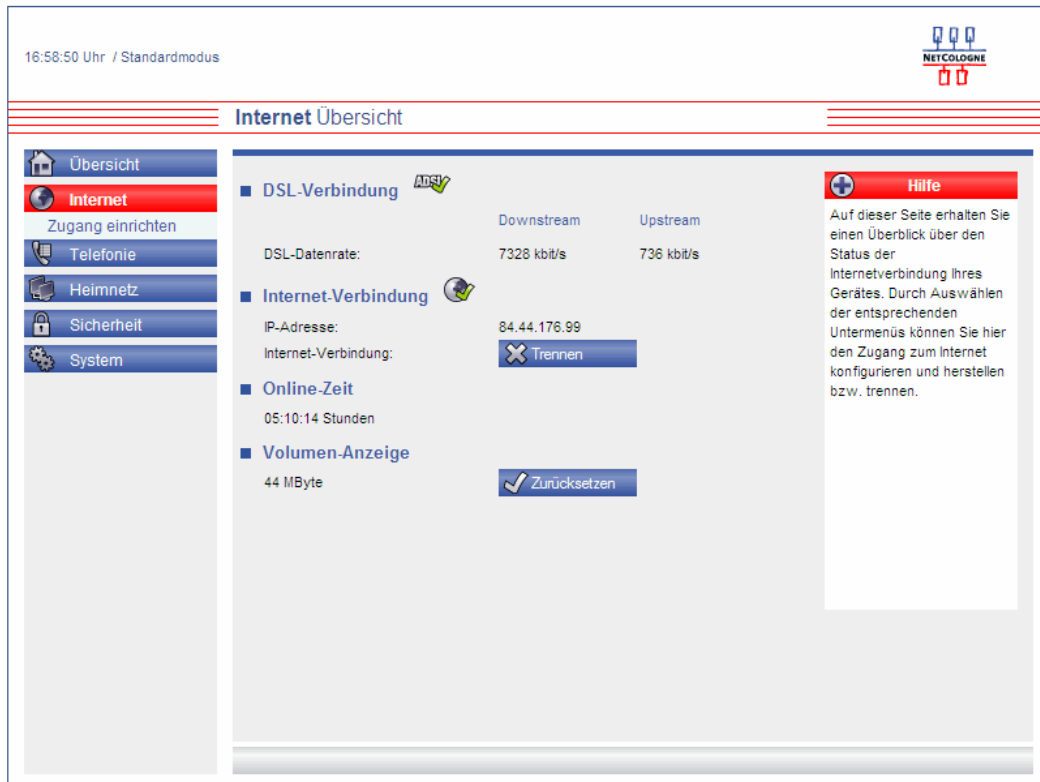 16:58:50 Uhr / Standardmodus
NETCOLOGNE
Internet Übersicht
Übersicht
Internet
Zugang einrichten
Telefonie
Heimnetz
Sicherheit
System
DSL-Verbindung
ADSL
Downstream
Upstream
DSL-Datenrate:
7328 kbit/s
736 kbit/s
Internet-Verbindung
IP-Adresse:
84.44.176.99
Internet-Verbindung:
Trennen
Online-Zeit
05:10:14 Stunden
Volumen-Anzeige
44 MByte
Zurücksetzen
Hilfe
Auf dieser Seite erhalten Sie
einen Überblick über den
Status der
Internetverbindung Ihres
Gerätes. Durch Auswählen
der entsprechenden
Untermenüs können Sie hier
den Zugang zum Internet
konfigurieren und herstellen
bzw. trennen.